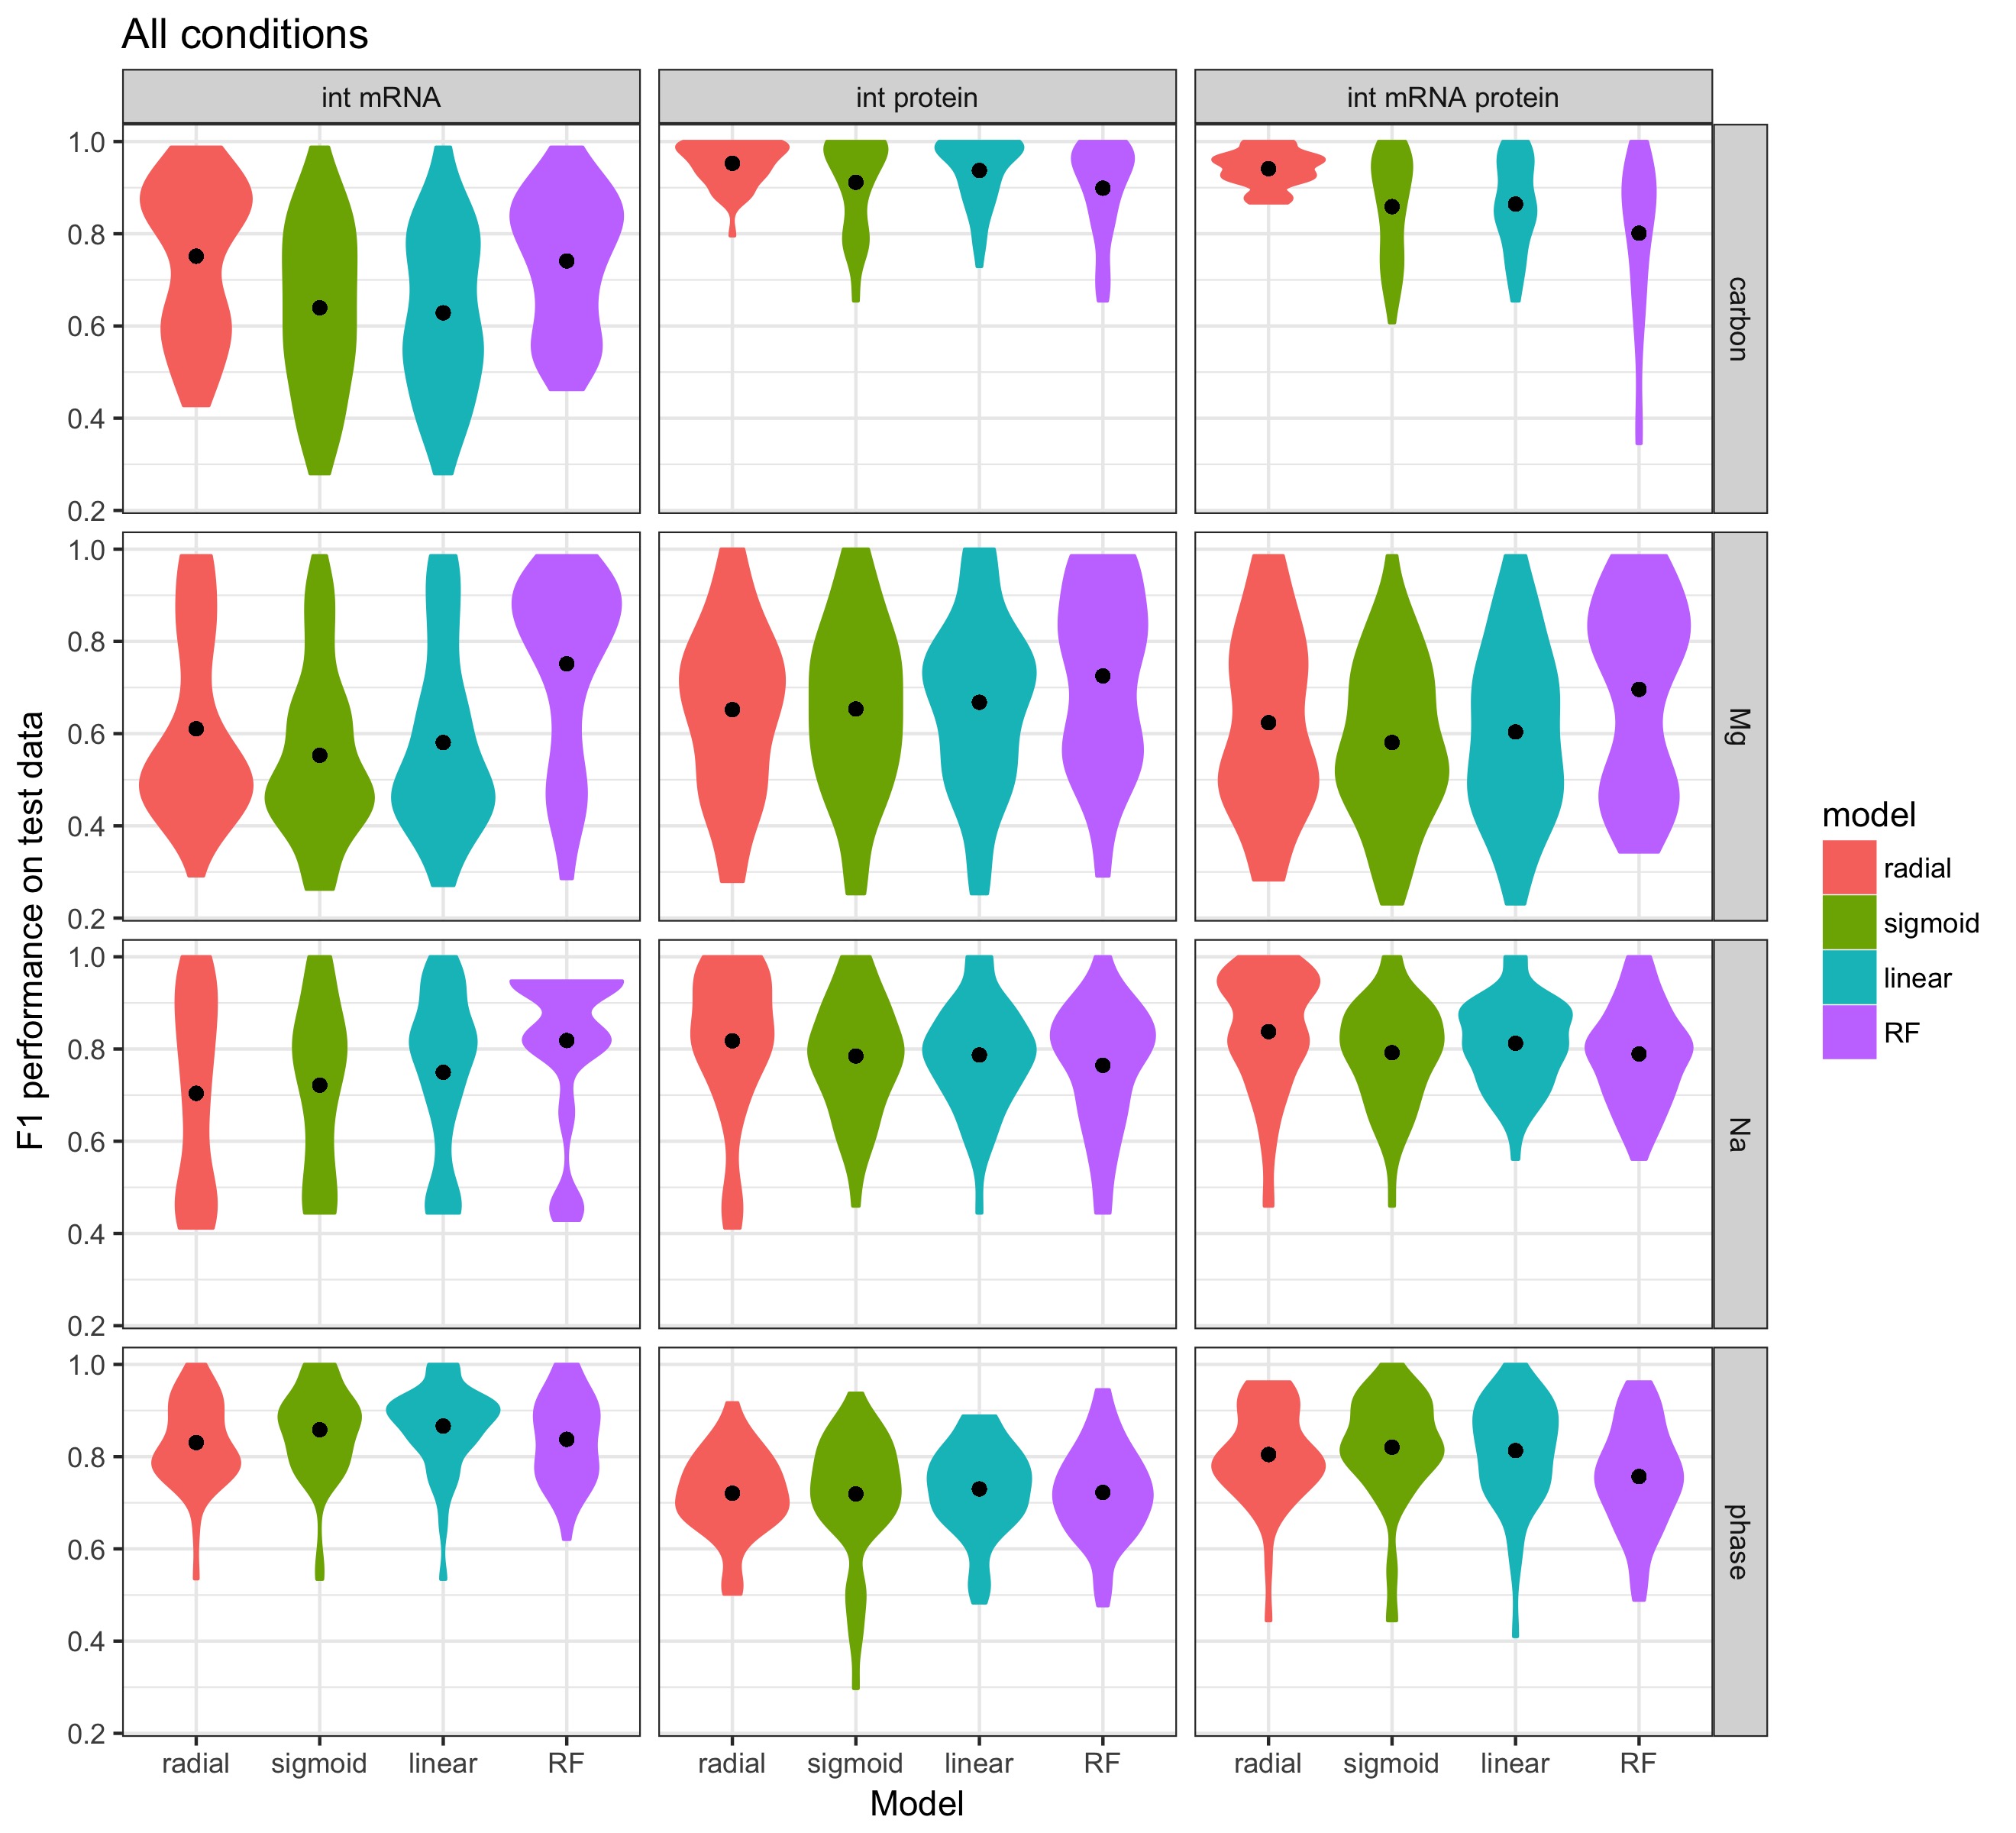 All conditions
int mRNA
int protein
int mRNA protein
1.0
0.8
0.6
0.4
0.2
carbon
1.0
0.8
0.6
0.4
0.2
Mg
1.0
0.8
0.6
0.4
0.2
Na
1.0
0.8
0.6
0.4
0.2
phase
F1 performance on test data
radial sigmoid linear RF
radial sigmoid linear RF
radial sigmoid linear RF
Model
model
radial
sigmoid
linear
RF